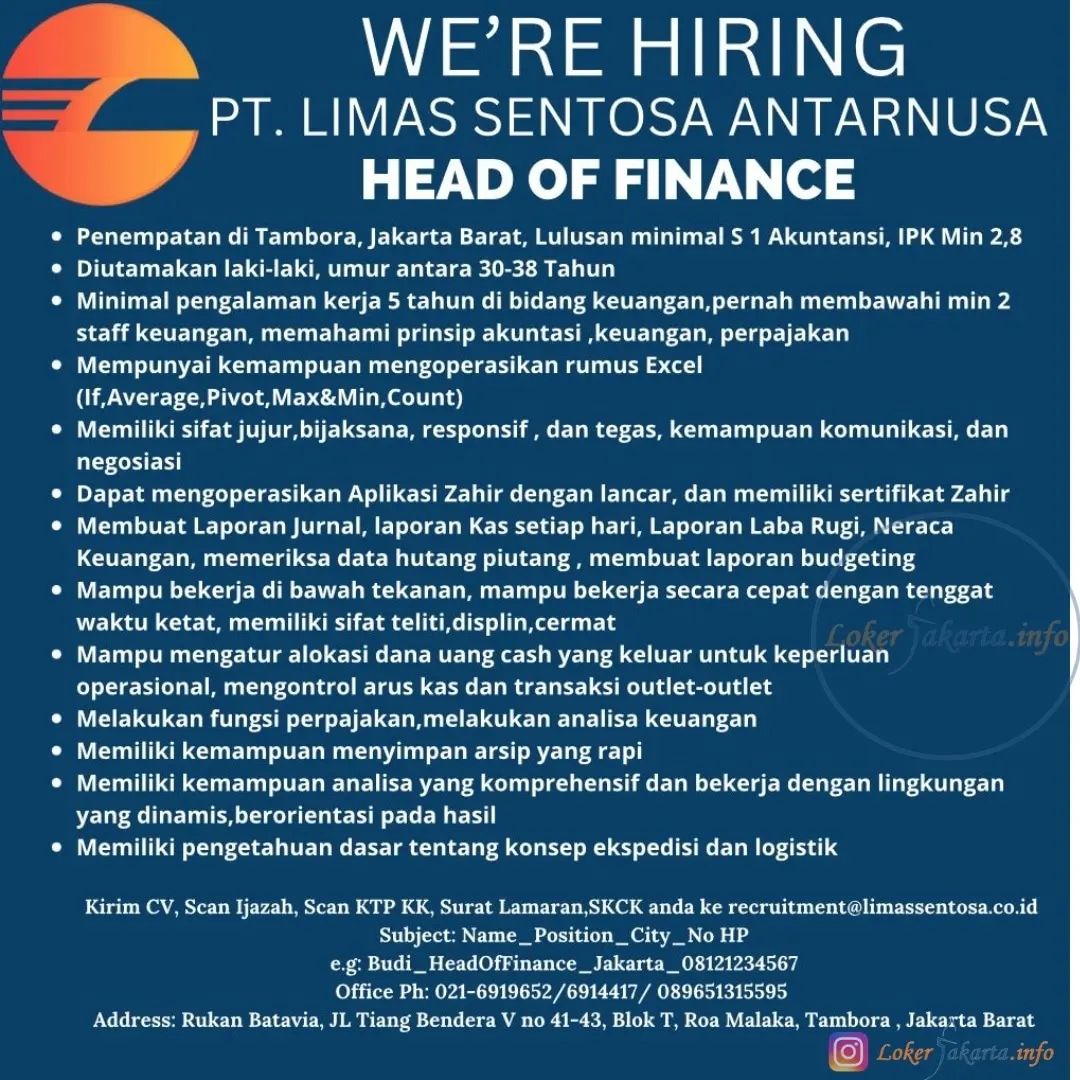 WE'RE HIRING
PT. LIMAS SENTOSA ANTARNUSA
HEAD OF FINANCE
• Penempatan di Tambora, Jakarta Barat, Lulusan minimal S 1 Akuntansi, IPK Min 2,8
• Diutamakan laki-laki, umur antara 30-38 Tahun
• Minimal pengalaman kerja 5 tahun di bidang keuangan,pernah membawahi min 2
staff keuangan, memahami prinsip akuntasi ,keuangan, perpajakan
• Mempunyai kemampuan mengoperasikan rumus Excel
(If,Average,Pivot,Max&Min,Count)
• Memiliki sifat jujur,bijaksana, responsif , dan tegas, kemampuan komunikasi, dan
negosiasi
• Dapat mengoperasikan Aplikasi Zahir dengan lancar, dan memiliki sertifikat Zahir
• Membuat Laporan Jurnal, laporan Kas setiap hari, Laporan Laba Rugi, Neraca
Keuangan, memeriksa data hutang piutang , membuat laporan budgeting
• Mampu bekerja di bawah tekanan, mampu bekerja secara cepat dengan tenggat
waktu ketat, memiliki sifat teliti,displin,cermat
Loker Jakarta.info
• Mampu mengatur alokasi dana uang cash yang keluar untuk keperluan
operasional, mengontrol arus kas dan transaksi outlet-outlet
• Melakukan fungsi perpajakan,melakukan analisa keuangan
• Memiliki kemampuan menyimpan arsip yang rapi
• Memiliki kemampuan analisa yang komprehensif dan bekerja dengan lingkungan
yang dinamis,berorientasi pada hasil
• Memiliki pengetahuan dasar tentang konsep ekspedisi dan logistik
Kirim CV, Scan Ijazah, Scan KTP KK, Surat Lamaran,SKCK anda ke recruitment@limassentosa.co.id
Subject: Name_Position_City_No HP
e.g: Budi_HeadOfFinance_Jakarta_08121234567
Office Ph: 021-6919652/6914417/ 089651315595
Address: Rukan Batavia, JL Tiang Bendera V no 41-43, Blok T, Roa Malaka, Tambora , Jakarta Barat
Loker Jakarta.info